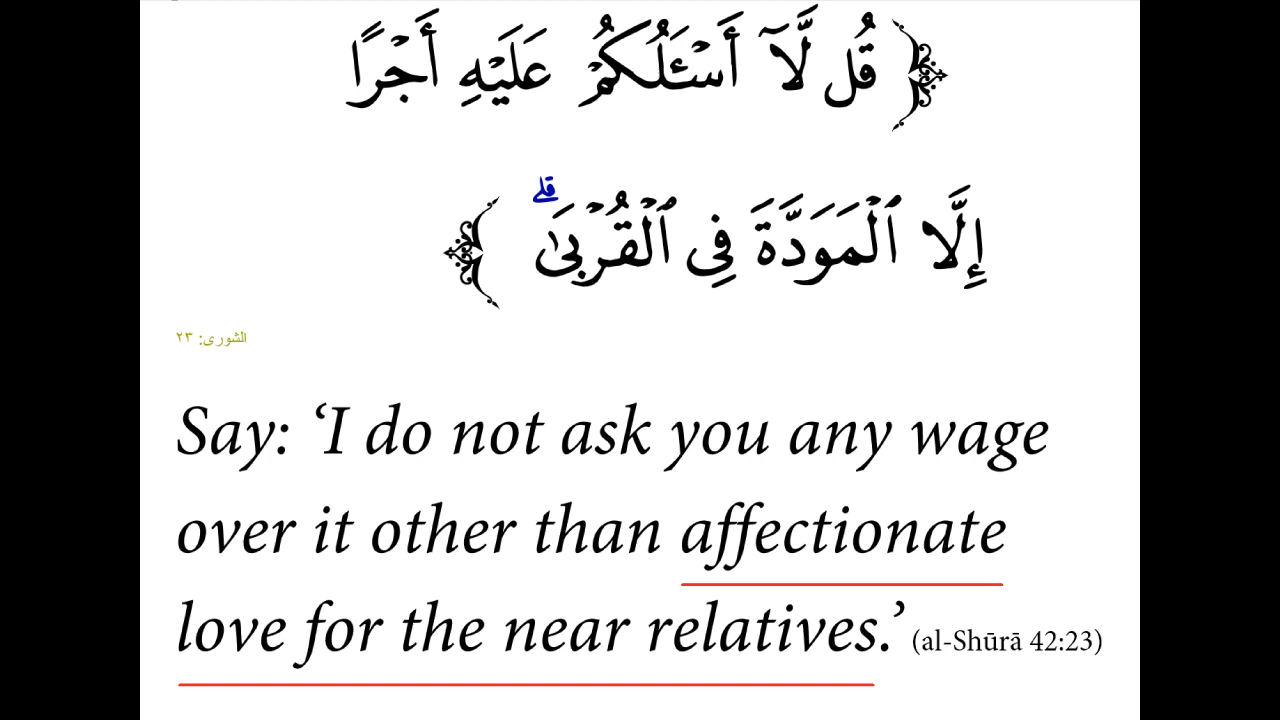 ﴿ قُل لَّآ أَسْـَٔلُكُمْ عَلَيْهِ أَجْرًا
إِلَّا ٱلْمَوَدَّةَ فِى ٱلْقُرْبَىٰ ۗ ﴾
الشورى: ٢٣
Say: ‘I do not ask you any wage
over it other than affectionate
love for the near relatives.’ (al-Shūrā 42:23)